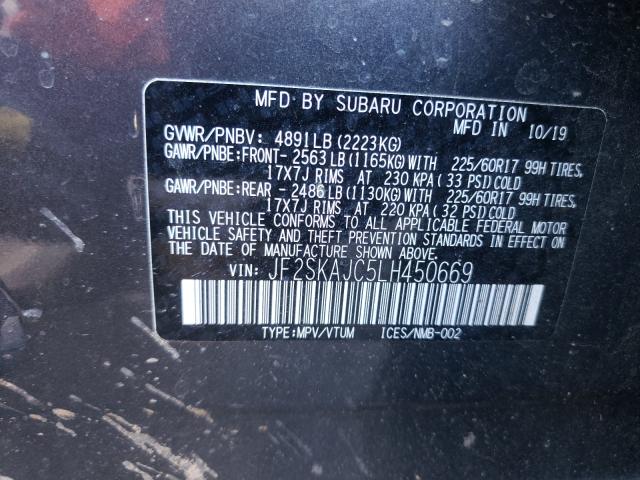 MFD BY SUBARU CORPORATION
MFD IN 10/19
GVWR/PNBV: 4891LB (2223KG)
GAWR/PNBE:FRONT- 2563LB(1165KG)WITH 225/60R17 99H TIRES,
17X7J RIMS AT 230 KPA (33 PSI)COLD
GAWR/PNBE:REAR - 2486LB(1130KG)WITH 225/60R17 99H TIRES,
17X7J RIMS AT 220 KPA (32 PSI)COLD
THIS VEHICLE CONFORMS TO ALL APPLICABLE FEDERAL MOTOR
VEHICLE SAFETY AND THEFT PREVENTION STANDARDS IN EFFECT ON
THE DATE OF MANUFACTURE SHOWN ABOVE.
VIN: JF2SKAJC5LH450669
TYPE:MPV/VTUM ICES/NMB-002